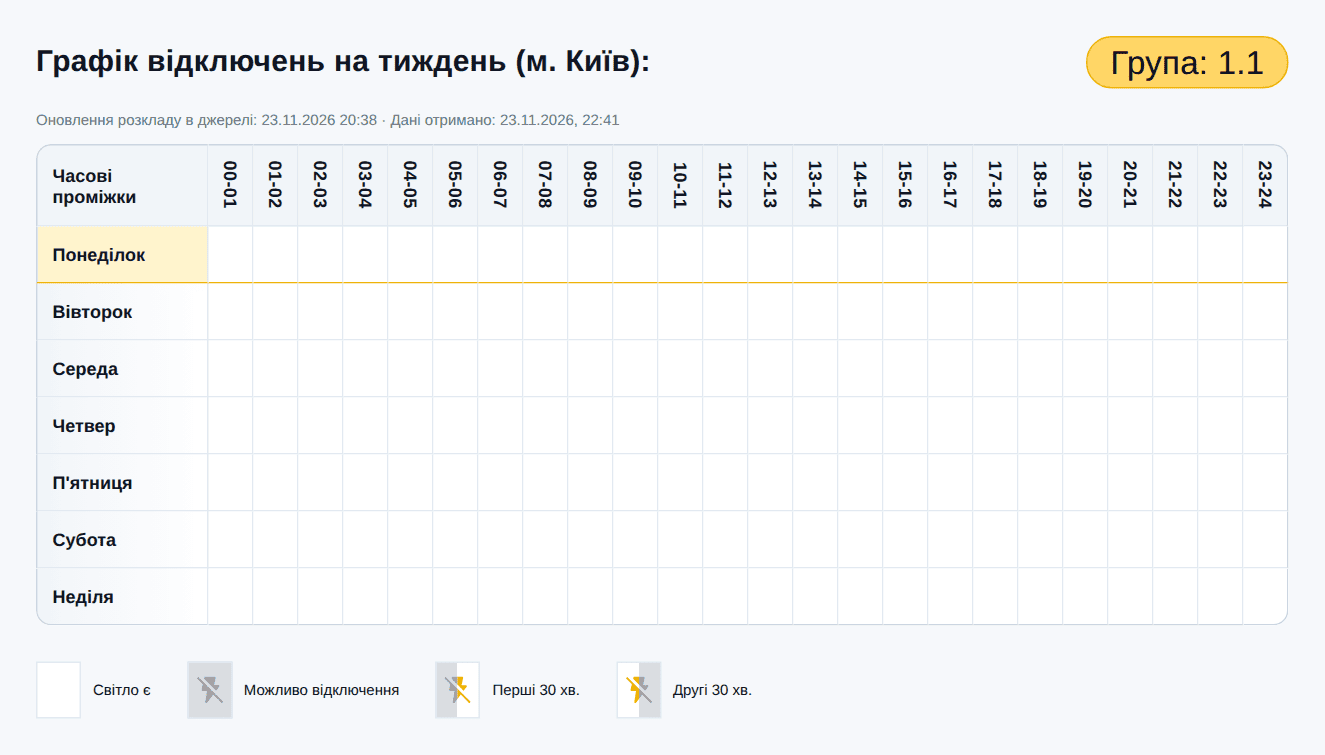 Графік відключень на тиждень (м. Київ):
Група: 1.1
Оновлення розкладу в джерелі: 23.11.2026 20:38 · Дані отримано: 23.11.2026, 22:41
Часові
проміжки
00-01
01-02
02-03
03-04
04-05
05-06
06-07
07-08
08-09
09-10
10-11
11-12
12-13
13-14
14-15
15-16
16-17
17-18
18-19
19-20
20-21
21-22
22-23
23-24
Понеділок
Вівторок
Середа
Четвер
П'ятниця
Субота
Неділя
Світло є
Можливо відключення
Перші 30 хв.
Другі 30 хв.